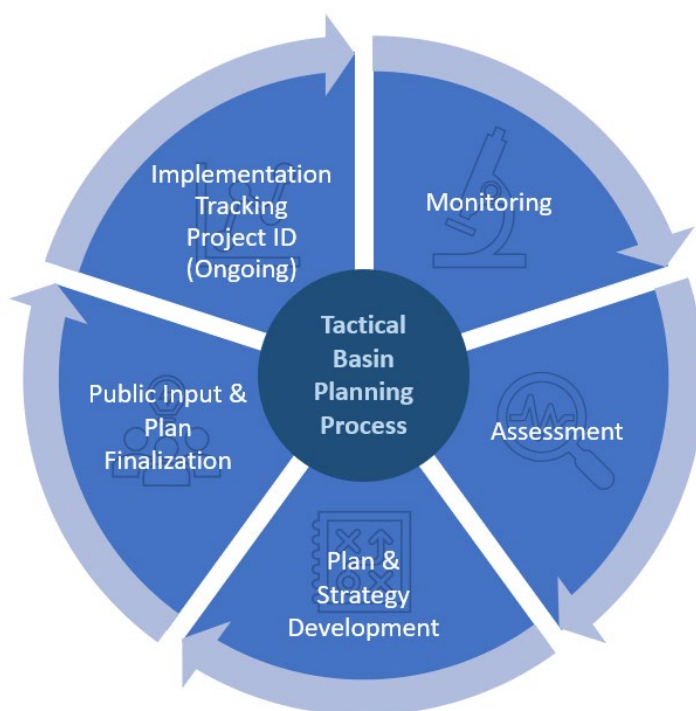 Implementation
Tracking
Project ID
(Ongoing)
Monitoring
Tactical
Basin
Planning
Process
Public Input &
Plan
Finalization
Assessment
Plan &
Strategy
Development